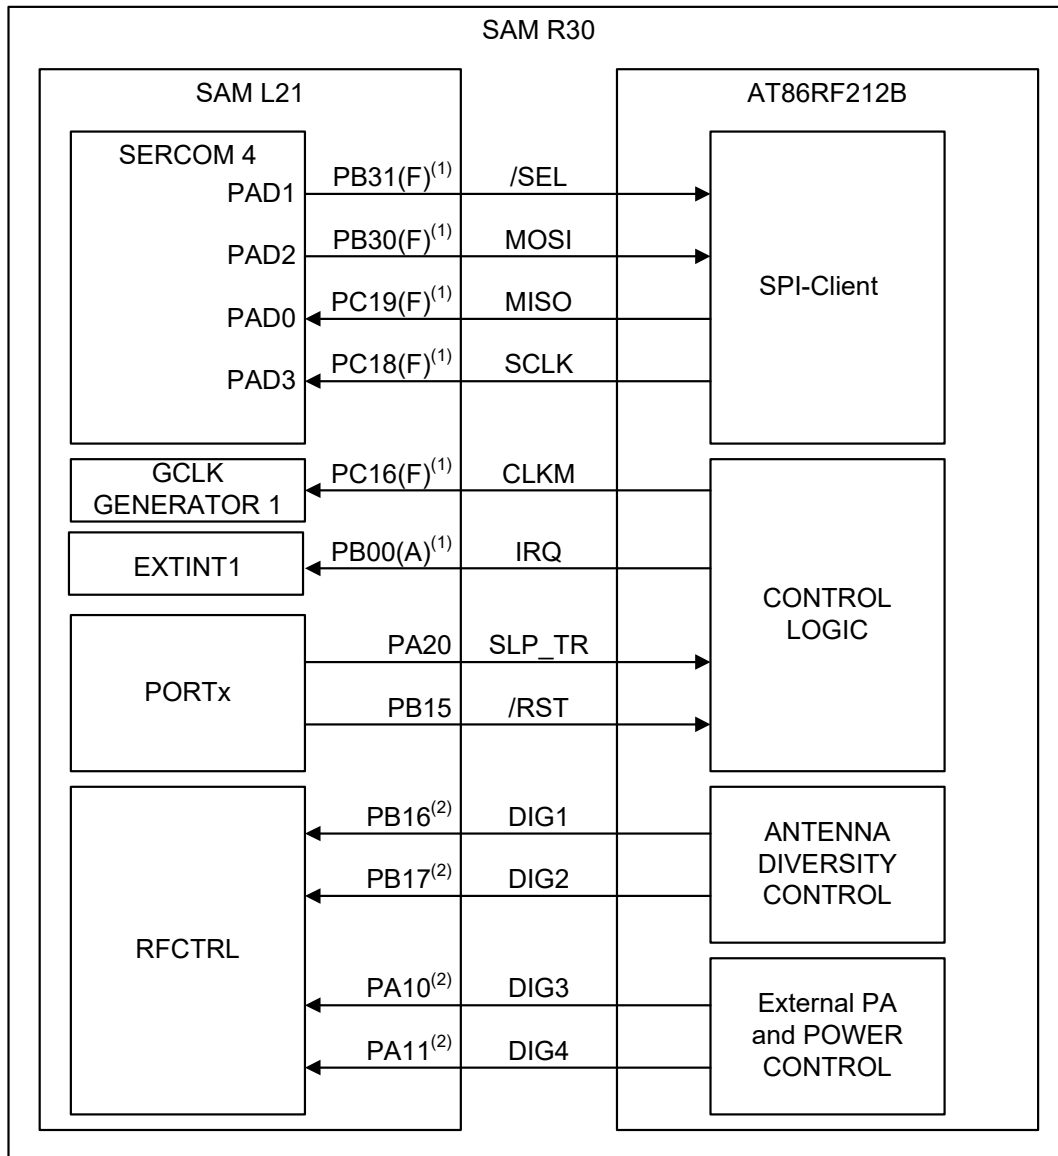 SAM R30
SAM L21
AT86RF212B
SERCOM 4
PAD1
PB31(F)(1)
/SEL
PAD2
PB30(F)(1)
MOSI
PAD0
PC19(F)(1)
MISO
PAD3
PC18(F)(1)
SCLK
SPI-Client
GCLK
GENERATOR 1
PC16(F)(1)
CLKM
EXTINT1
PB00(A)(1)
IRQ
CONTROL
LOGIC
PORTx
PA20
SLP_TR
PB15
/RST
RFCTRL
PB16(2)
DIG1
PB17(2)
DIG2
ANTENNA
DIVERSITY
CONTROL
PA10(2)
DIG3
PA11(2)
DIG4
External PA
and POWER
CONTROL